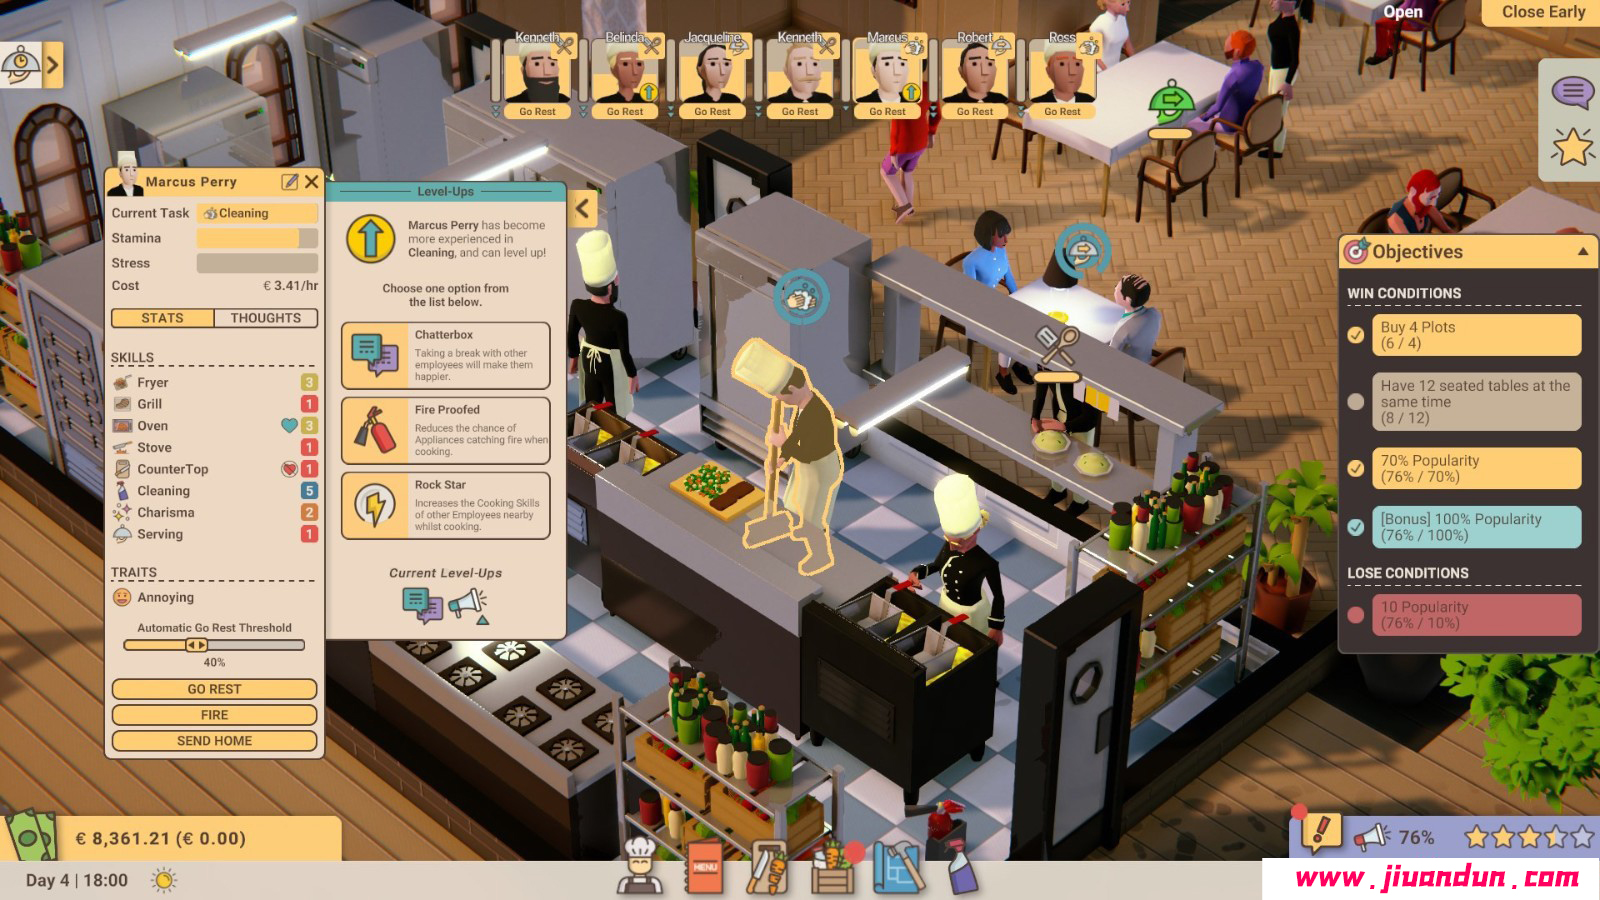 Open
Close Early
Kenneth
Belinda
Jacqueline
Kenneth
Marcus
Robert
Ross
Go Rest
Go Rest
Go Rest
Go Rest
Go Rest
Go Rest
Go Rest
Marcus Perry
Current Task
Cleaning
Stamina
Stress
Cost
€ 3.41/hr
STATS
THOUGHTS
SKILLS
Fryer 3
Grill 1
Oven 3
Stove 1
CounterTop 1
Cleaning 5
Charisma 2
Serving 1
TRAITS
Annoying
Automatic Go Rest Threshold
40%
GO REST
FIRE
SEND HOME
Level-Ups
Marcus Perry has become
more experienced in
Cleaning, and can level up!
Choose one option from
the list below.
Chatterbox
Taking a break with other
employees will make them
happier.
Fire Proofed
Reduces the chance of
Appliances catching fire when
cooking.
Rock Star
Increases the Cooking Skills
of other Employees nearby
whilst cooking.
Current Level-Ups
Objectives
WIN CONDITIONS
Buy 4 Plots
(6 / 4)
Have 12 seated tables at the
same time
(8 / 12)
70% Popularity
(76% / 70%)
[Bonus] 100% Popularity
(76% / 100%)
LOSE CONDITIONS
10 Popularity
(76% / 10%)
€ 8,361.21 (€ 0.00)
Day 4 | 18:00
MENU
76%
www.jiuandun.com